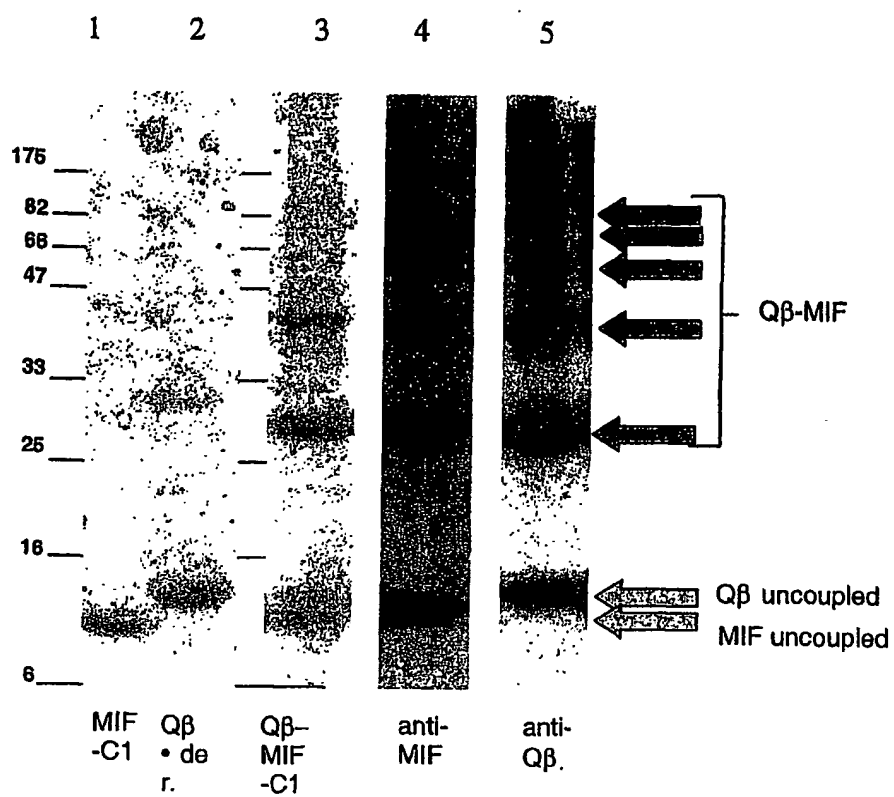 1 2 3 4 5
175
82
66
47
33
25
16
6
Qβ-MIF
Qβ uncoupled
MIF uncoupled
MIF Qβ Qβ– anti- anti-
-C1 • de MIF MIF Qβ.
r. -C1